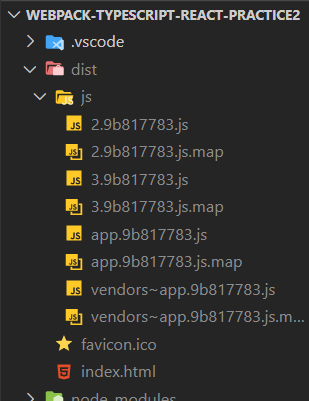 WEBPACK-TYPESCRIPT-REACT-PRACTICE2
.vscode
dist
js
2.9b817783.js
2.9b817783.js.map
3.9b817783.js
3.9b817783.js.map
app.9b817783.js
app.9b817783.js.map
vendors~app.9b817783.js
vendors~app.9b817783.js.m...
favicon.ico
index.html
node_modules